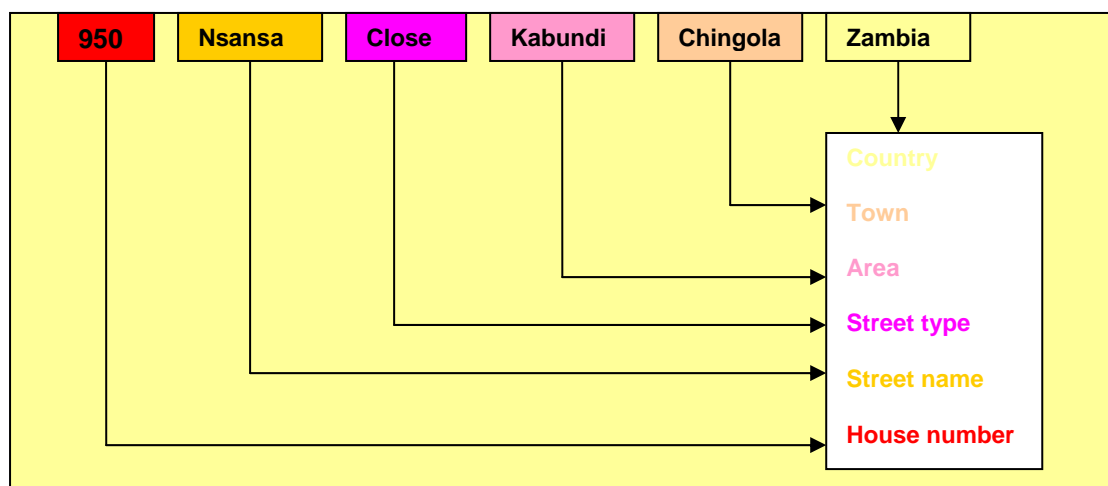 950 Nsansa Close Kabundi Chingola Zambia
Country
Town
Area
Street type
Street name
House number